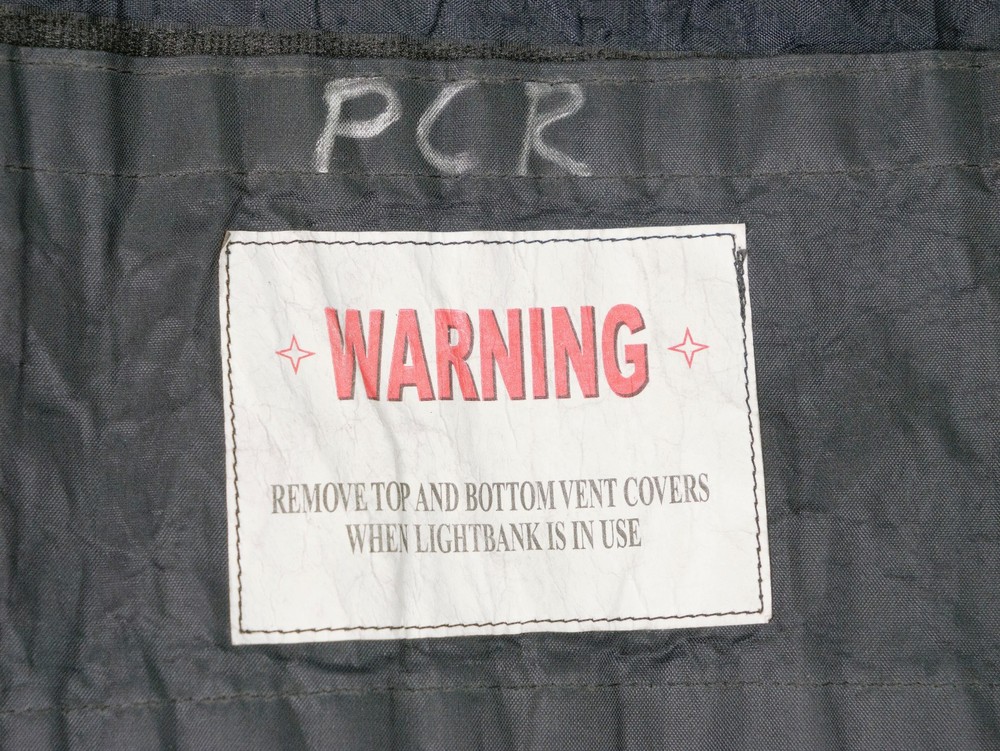 PCR
WARNING
REMOVE TOP AND BOTTOM VENT COVERS
WHEN LIGHTBANK IS IN USE